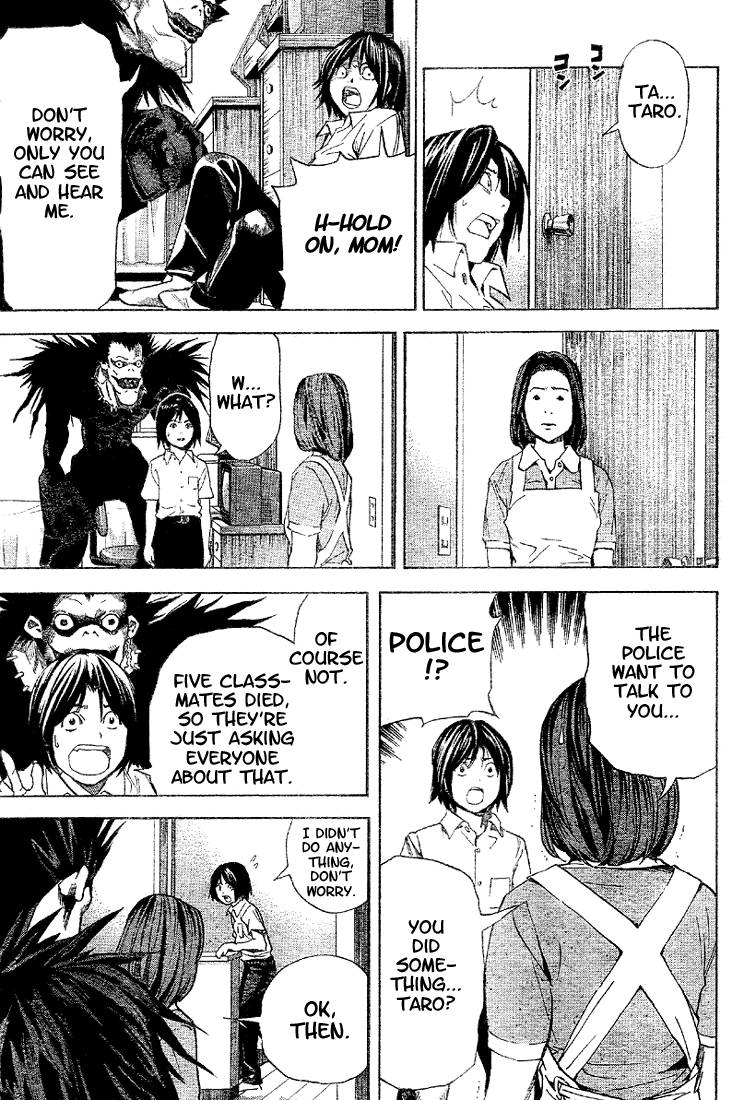 コン
コン
TA...
TARO.
H-HOLD
ON, MOM!
DON'T
WORRY,
ONLY YOU
CAN SEE
AND HEAR
ME.
W...
WHAT?
THE
POLICE
WANT TO
TALK TO
YOU...
POLICE
!?
YOU
DID
SOME-
THING...
TARO?
OF
COURSE
NOT.
FIVE CLASS-
MATES DIED,
SO THEY'RE
JUST ASKING
EVERYONE
ABOUT THAT.
I DIDN'T
DO ANY-
THING,
DON'T
WORRY.
OK,
THEN.